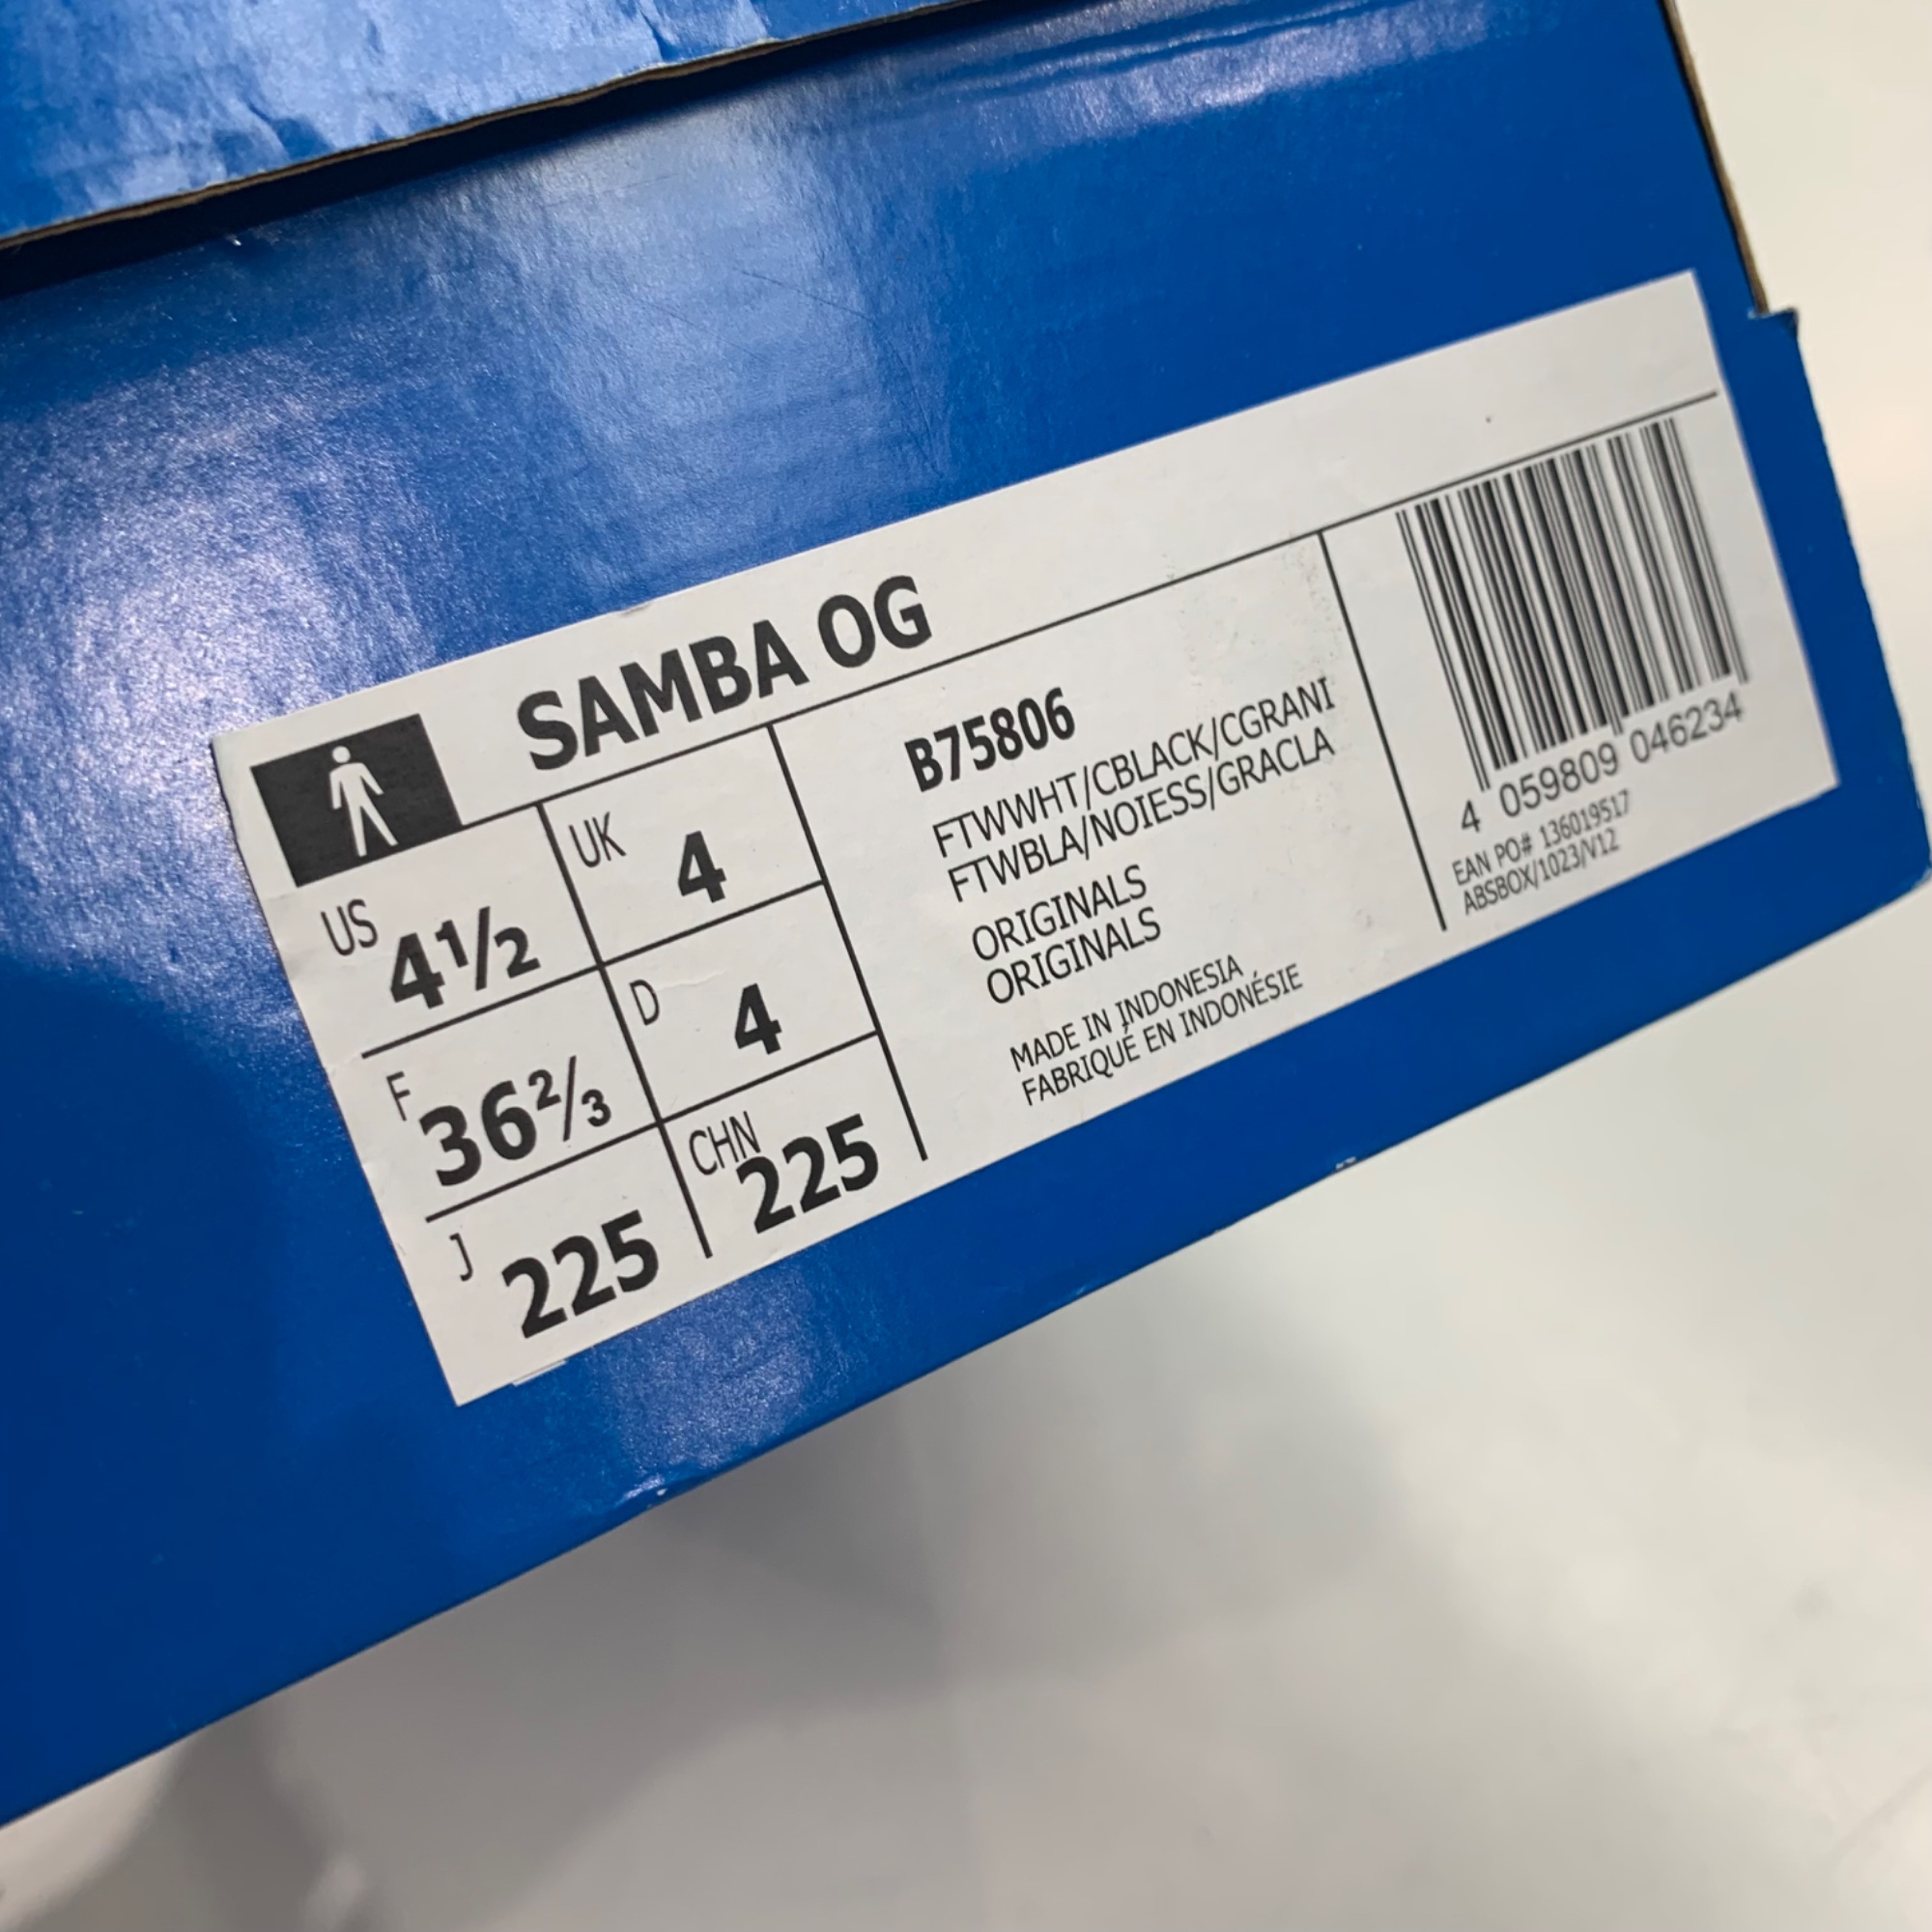 SAMBA OG
US 4½
UK 4
F 36⅔
D 4
J 225
CHN 225
B75806
FTWWHT/CBLACK/CGRANI
FTWBLA/NOIESS/GRACLA
ORIGINALS
ORIGINALS
MADE IN INDONESIA
FABRIQUÉ EN INDONÉSIE
4 059809 046234
EAN PO# 136019517
ABSBOX/1023/V12